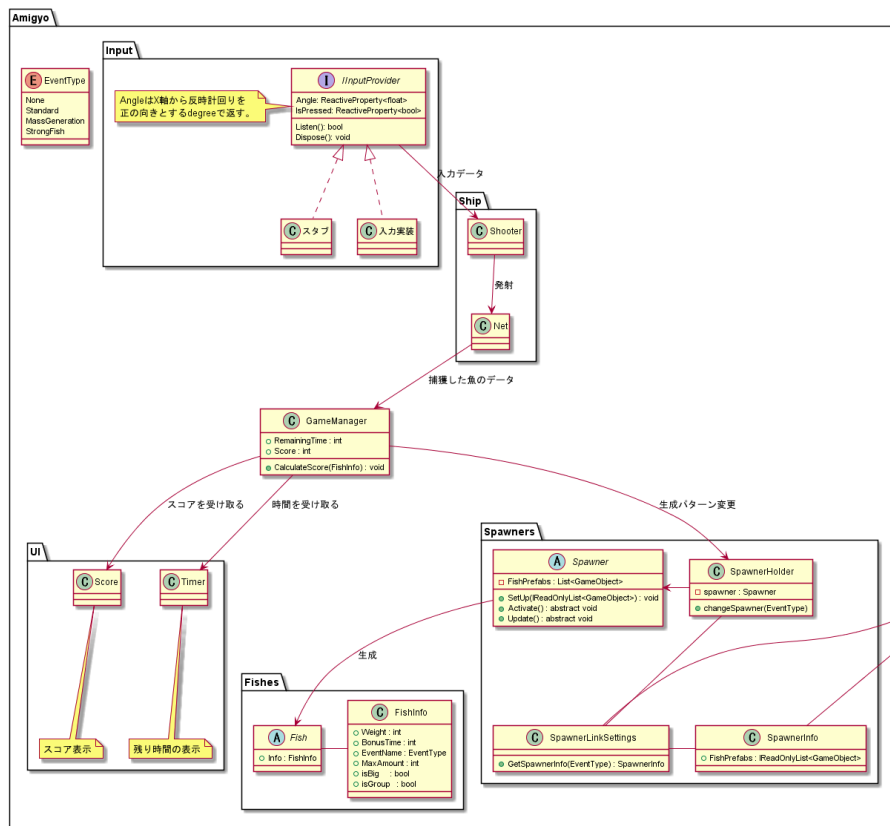 Amigyo
Input
E EventType
None
Standard
MassGeneration
StrongFish
AngleはX軸から反時計回りを
正の向きとするdegreeで返す。
I IInputProvider
Angle: ReactiveProperty<float>
IsPressed: ReactiveProperty<bool>
Listen(): bool
Dispose(): void
C スタブ
C 入力実装
入力データ
Ship
C Shooter
発射
C Net
捕獲した魚のデータ
C GameManager
RemainingTime : int
Score : int
CalculateScore(FishInfo) : void
スコアを受け取る
時間を受け取る
生成パターン変更
UI
C Score
C Timer
スコア表示
残り時間の表示
Spawners
A Spawner
FishPrefabs : List<GameObject>
SetUp(IReadOnlyList<GameObject>) : void
Activate() : abstract void
Update() : abstract void
C SpawnerHolder
spawner : Spawner
changeSpawner(EventType)
生成
Fishes
A Fish
Info : FishInfo
C FishInfo
Weight : int
BonusTime : int
EventName : EventType
MaxAmount : int
isBig : bool
isGroup : bool
C SpawnerLinkSettings
GetSpawnerInfo(EventType) : SpawnerInfo
C SpawnerInfo
FishPrefabs : IReadOnlyList<GameObject>